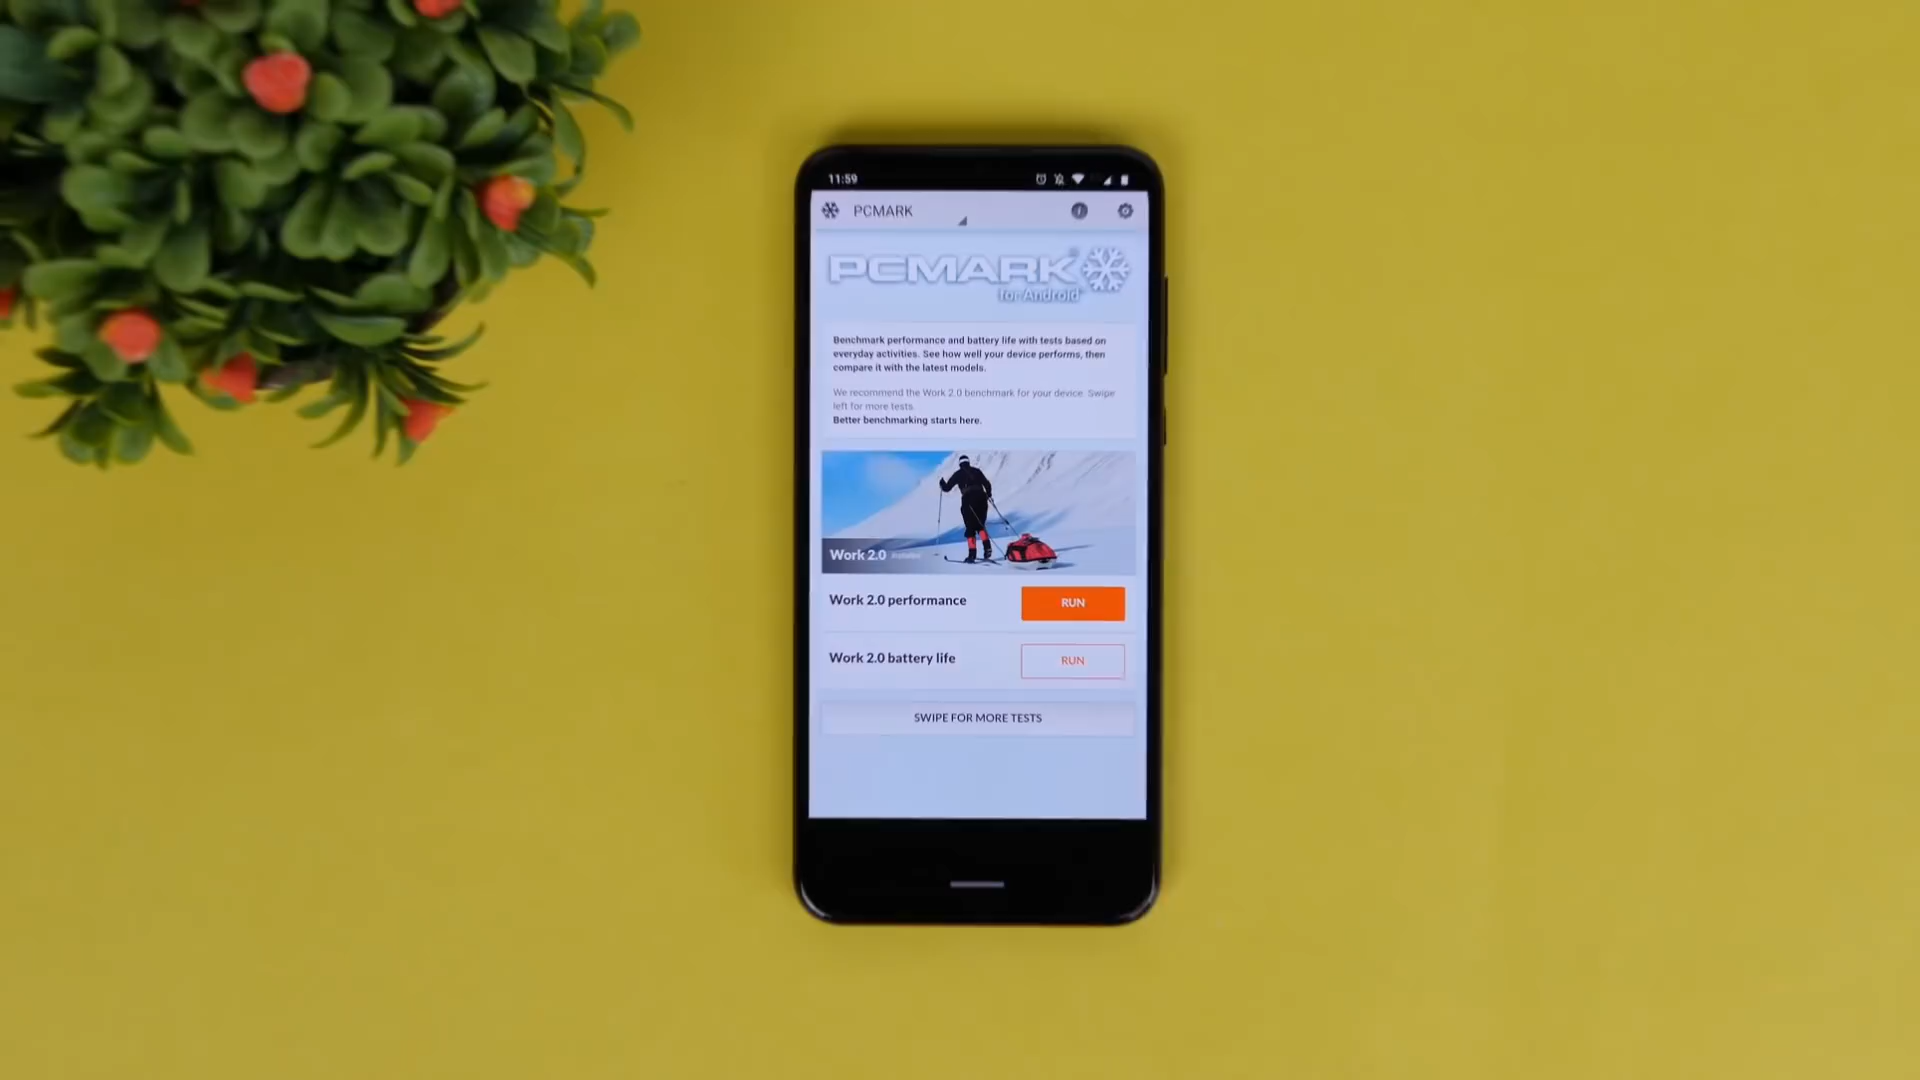 11:59
PCMARK
PCMARK
for Android
Benchmark performance and battery life with tests based on
everyday activities. See how well your device performs, then
compare it with the latest models.
We recommend the Work 2.0 benchmark for your device. Swipe
left for more tests.
Better benchmarking starts here.
Work 2.0
Work 2.0 performance
RUN
Work 2.0 battery life
RUN
SWIPE FOR MORE TESTS